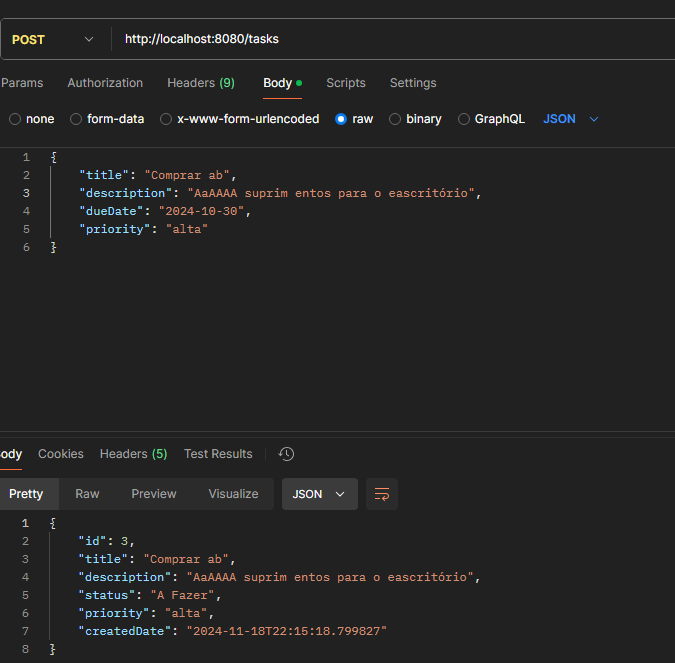 POST http://localhost:8080/tasks
Params Authorization Headers (9) Body Scripts Settings
none form-data x-www-form-urlencoded raw binary GraphQL JSON
1 {
2 "title": "Comprar ab",
3 "description": "AaAAAA suprim entos para o eascritório",
4 "dueDate": "2024-10-30",
5 "priority": "alta"
6 }
ody Cookies Headers (5) Test Results
Pretty Raw Preview Visualize JSON
1 {
2 "id": 3,
3 "title": "Comprar ab",
4 "description": "AaAAAA suprim entos para o eascritório",
5 "status": "A Fazer",
6 "priority": "alta",
7 "createdDate": "2024-11-18T22:15:18.799827"
8 }